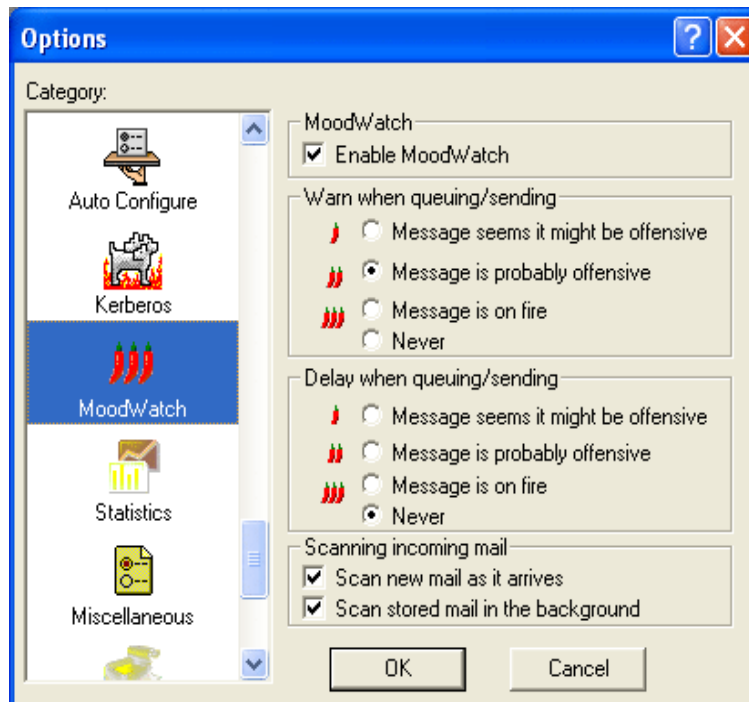 Options
Category:
Auto Configure
Kerberos
MoodWatch
Statistics
Miscellaneous
MoodWatch
Enable MoodWatch
Warn when queuing/sending
Message seems it might be offensive
Message is probably offensive
Message is on fire
Never
Delay when queuing/sending
Message seems it might be offensive
Message is probably offensive
Message is on fire
Never
Scanning incoming mail
Scan new mail as it arrives
Scan stored mail in the background
OK
Cancel